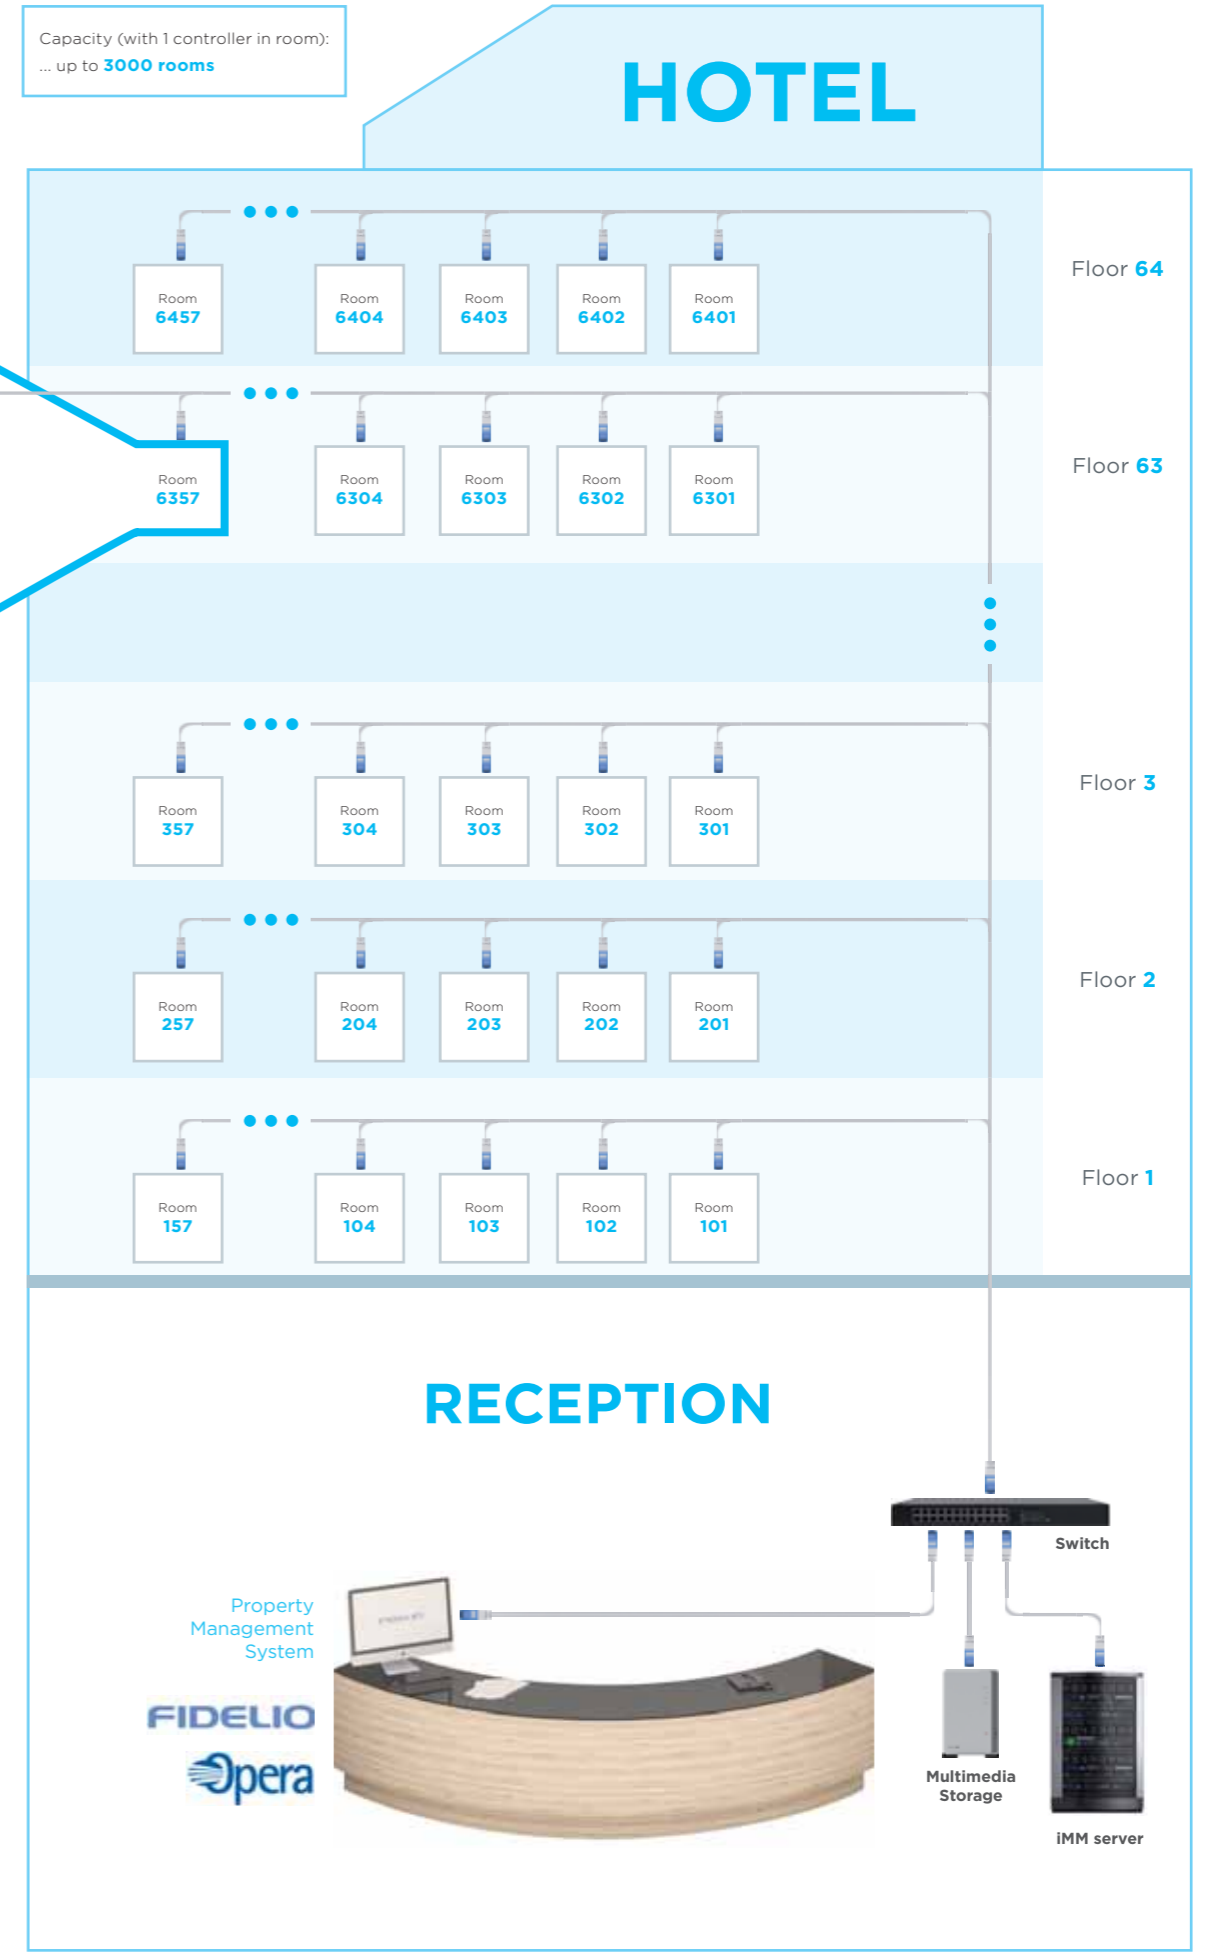 Capacity (with 1 controller in room):
... up to 3000 rooms
HOTEL
Room Room Room Room Room
6457 6404 6403 6402 6401
Floor 64
Room Room Room Room Room
6357 6304 6303 6302 6301
Floor 63
Room Room Room Room Room
357 304 303 302 301
Floor 3
Room Room Room Room Room
257 204 203 202 201
Floor 2
Room Room Room Room Room
157 104 103 102 101
Floor 1
RECEPTION
Switch
Property
Management
System
FIDELIO
FIDELIO
Opera
Multimedia
Storage
iMM server